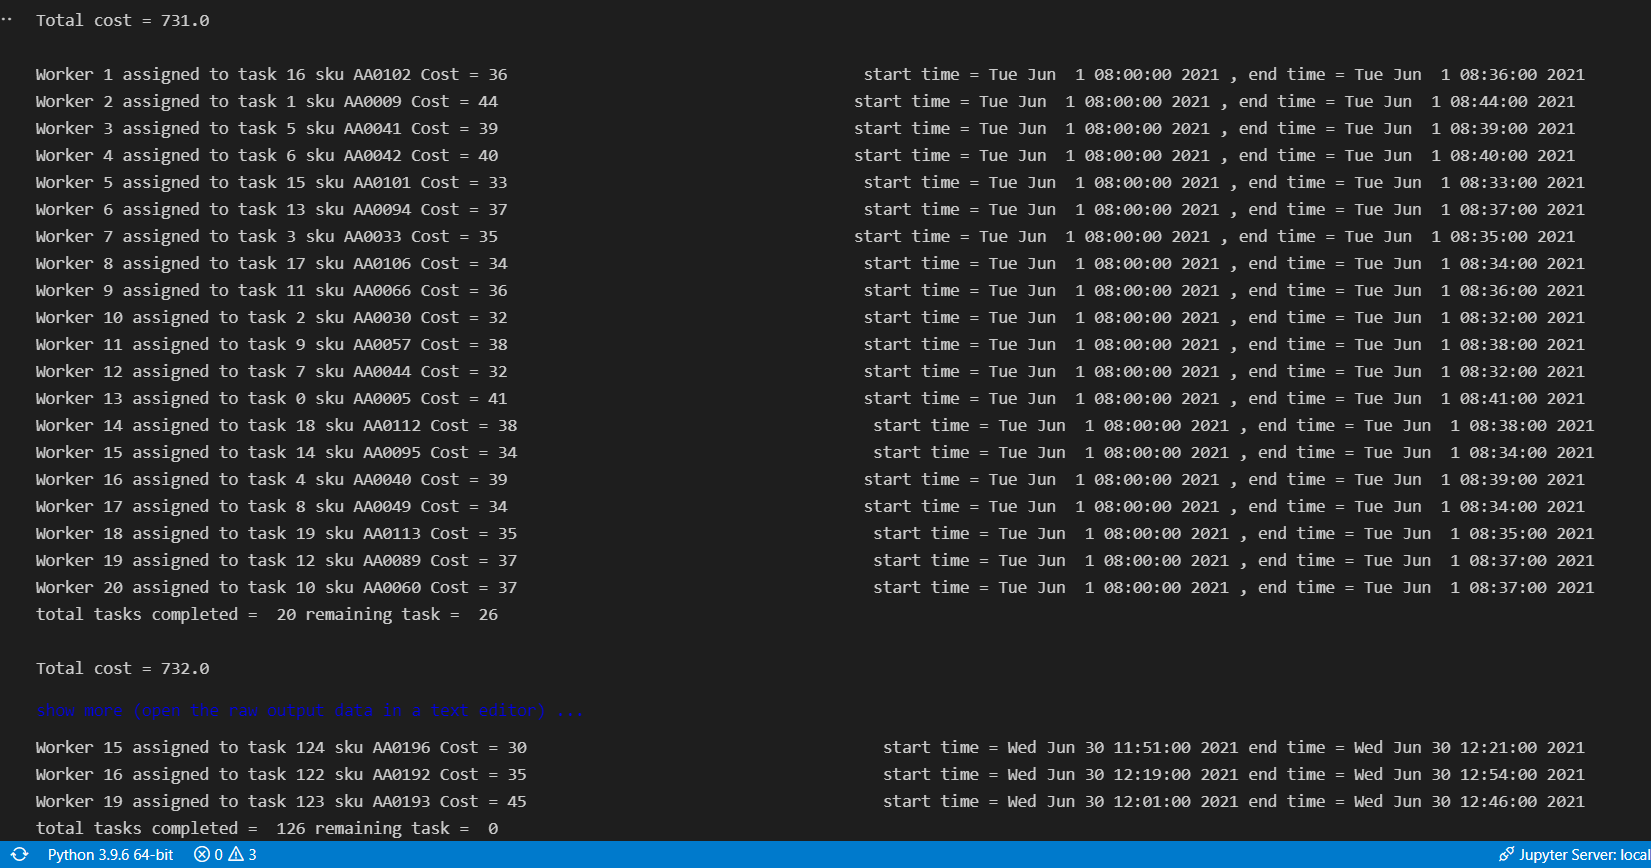 Total cost = 731.0
Worker 1 assigned to task 16 sku AA0102 Cost = 36 start time = Tue Jun  1 08:00:00 2021 , end time = Tue Jun  1 08:36:00 2021
Worker 2 assigned to task 1 sku AA0009 Cost = 44 start time = Tue Jun  1 08:00:00 2021 , end time = Tue Jun  1 08:44:00 2021
Worker 3 assigned to task 5 sku AA0041 Cost = 39 start time = Tue Jun  1 08:00:00 2021 , end time = Tue Jun  1 08:39:00 2021
Worker 4 assigned to task 6 sku AA0042 Cost = 40 start time = Tue Jun  1 08:00:00 2021 , end time = Tue Jun  1 08:40:00 2021
Worker 5 assigned to task 15 sku AA0101 Cost = 33 start time = Tue Jun  1 08:00:00 2021 , end time = Tue Jun  1 08:33:00 2021
Worker 6 assigned to task 13 sku AA0094 Cost = 37 start time = Tue Jun  1 08:00:00 2021 , end time = Tue Jun  1 08:37:00 2021
Worker 7 assigned to task 3 sku AA0033 Cost = 35 start time = Tue Jun  1 08:00:00 2021 , end time = Tue Jun  1 08:35:00 2021
Worker 8 assigned to task 17 sku AA0106 Cost = 34 start time = Tue Jun  1 08:00:00 2021 , end time = Tue Jun  1 08:34:00 2021
Worker 9 assigned to task 11 sku AA0066 Cost = 36 start time = Tue Jun  1 08:00:00 2021 , end time = Tue Jun  1 08:36:00 2021
Worker 10 assigned to task 2 sku AA0030 Cost = 32 start time = Tue Jun  1 08:00:00 2021 , end time = Tue Jun  1 08:32:00 2021
Worker 11 assigned to task 9 sku AA0057 Cost = 38 start time = Tue Jun  1 08:00:00 2021 , end time = Tue Jun  1 08:38:00 2021
Worker 12 assigned to task 7 sku AA0044 Cost = 32 start time = Tue Jun  1 08:00:00 2021 , end time = Tue Jun  1 08:32:00 2021
Worker 13 assigned to task 0 sku AA0005 Cost = 41 start time = Tue Jun  1 08:00:00 2021 , end time = Tue Jun  1 08:41:00 2021
Worker 14 assigned to task 18 sku AA0112 Cost = 38 start time = Tue Jun  1 08:00:00 2021 , end time = Tue Jun  1 08:38:00 2021
Worker 15 assigned to task 14 sku AA0095 Cost = 34 start time = Tue Jun  1 08:00:00 2021 , end time = Tue Jun  1 08:34:00 2021
Worker 16 assigned to task 4 sku AA0040 Cost = 39 start time = Tue Jun  1 08:00:00 2021 , end time = Tue Jun  1 08:39:00 2021
Worker 17 assigned to task 8 sku AA0049 Cost = 34 start time = Tue Jun  1 08:00:00 2021 , end time = Tue Jun  1 08:34:00 2021
Worker 18 assigned to task 19 sku AA0113 Cost = 35 start time = Tue Jun  1 08:00:00 2021 , end time = Tue Jun  1 08:35:00 2021
Worker 19 assigned to task 12 sku AA0089 Cost = 37 start time = Tue Jun  1 08:00:00 2021 , end time = Tue Jun  1 08:37:00 2021
Worker 20 assigned to task 10 sku AA0060 Cost = 37 start time = Tue Jun  1 08:00:00 2021 , end time = Tue Jun  1 08:37:00 2021
total tasks completed =  20 remaining task =  26
Total cost = 732.0
show more (open the raw output data in a text editor) ...
Worker 15 assigned to task 124 sku AA0196 Cost = 30 start time = Wed Jun 30 11:51:00 2021 end time = Wed Jun 30 12:21:00 2021
Worker 16 assigned to task 122 sku AA0192 Cost = 35 start time = Wed Jun 30 12:19:00 2021 end time = Wed Jun 30 12:54:00 2021
Worker 19 assigned to task 123 sku AA0193 Cost = 45 start time = Wed Jun 30 12:01:00 2021 end time = Wed Jun 30 12:46:00 2021
total tasks completed =  126 remaining task =  0
Python 3.9.6 64-bit 0 3 Jupyter Server: local